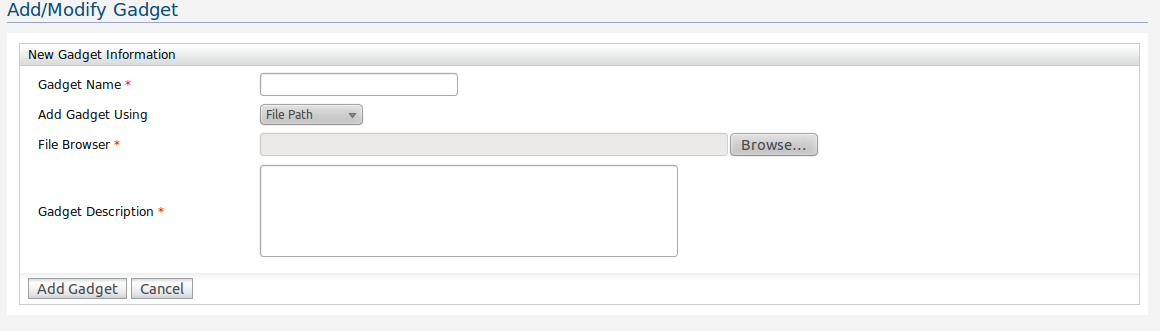 Add/Modify Gadget
New Gadget Information
Gadget Name *
Add Gadget Using File Path
File Browser * Browse...
Gadget Description *
Add Gadget Cancel